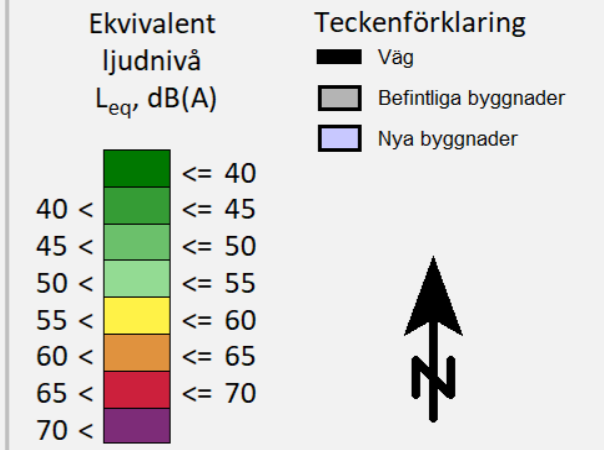 Ekvivalent
ljudnivå
Leq, dB(A)
<= 40
40 < <= 45
45 < <= 50
50 < <= 55
55 < <= 60
60 < <= 65
65 < <= 70
70 <
Teckenförklaring
Väg
Befintliga byggnader
Nya byggnader
N